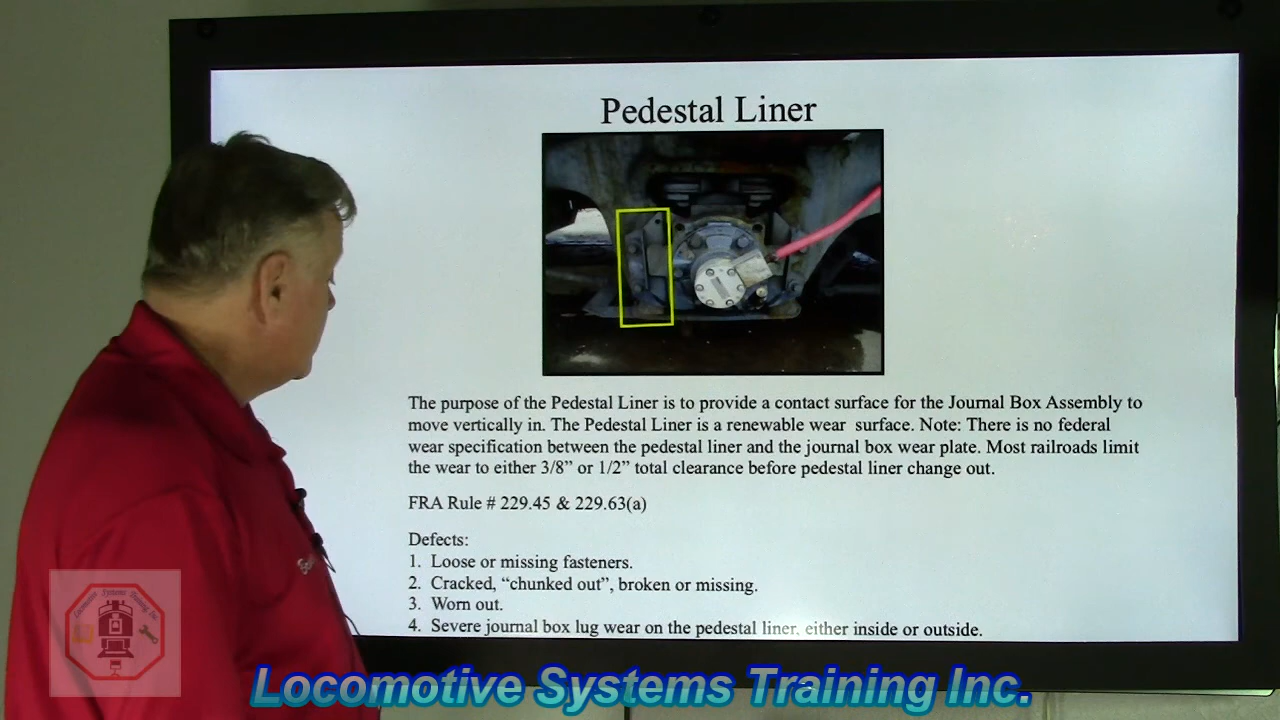 Pedestal Liner
The purpose of the Pedestal Liner is to provide a contact surface for the Journal Box Assembly to
move vertically in. The Pedestal Liner is a renewable wear surface. Note: There is no federal
wear specification between the pedestal liner and the journal box wear plate. Most railroads limit
the wear to either 3/8” or 1/2” total clearance before pedestal liner change out.
FRA Rule # 229.45 & 229.63(a)
Defects:
1. Loose or missing fasteners.
2. Cracked, “chunked out”, broken or missing.
3. Worn out.
4. Severe journal box lug wear on the pedestal liner, either inside or outside.
Locomotive Systems Training Inc.
Locomotive Systems Training Inc.